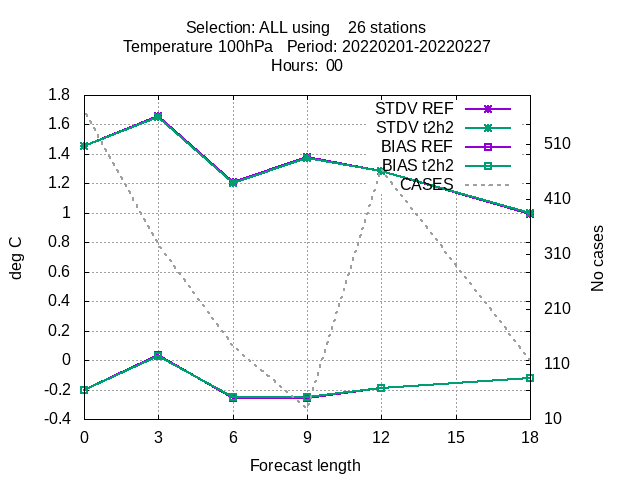 Selection: ALL using    26 stations
Temperature 100hPa   Period: 20220201-20220227
Hours:  00
STDV REF
STDV t2h2
BIAS REF
BIAS t2h2
CASES
1.8
1.6
1.4
1.2
1
0.8
0.6
0.4
0.2
0
-0.2
-0.4
deg C
510
410
310
210
110
10
No cases
0 3 6 9 12 15 18
Forecast length